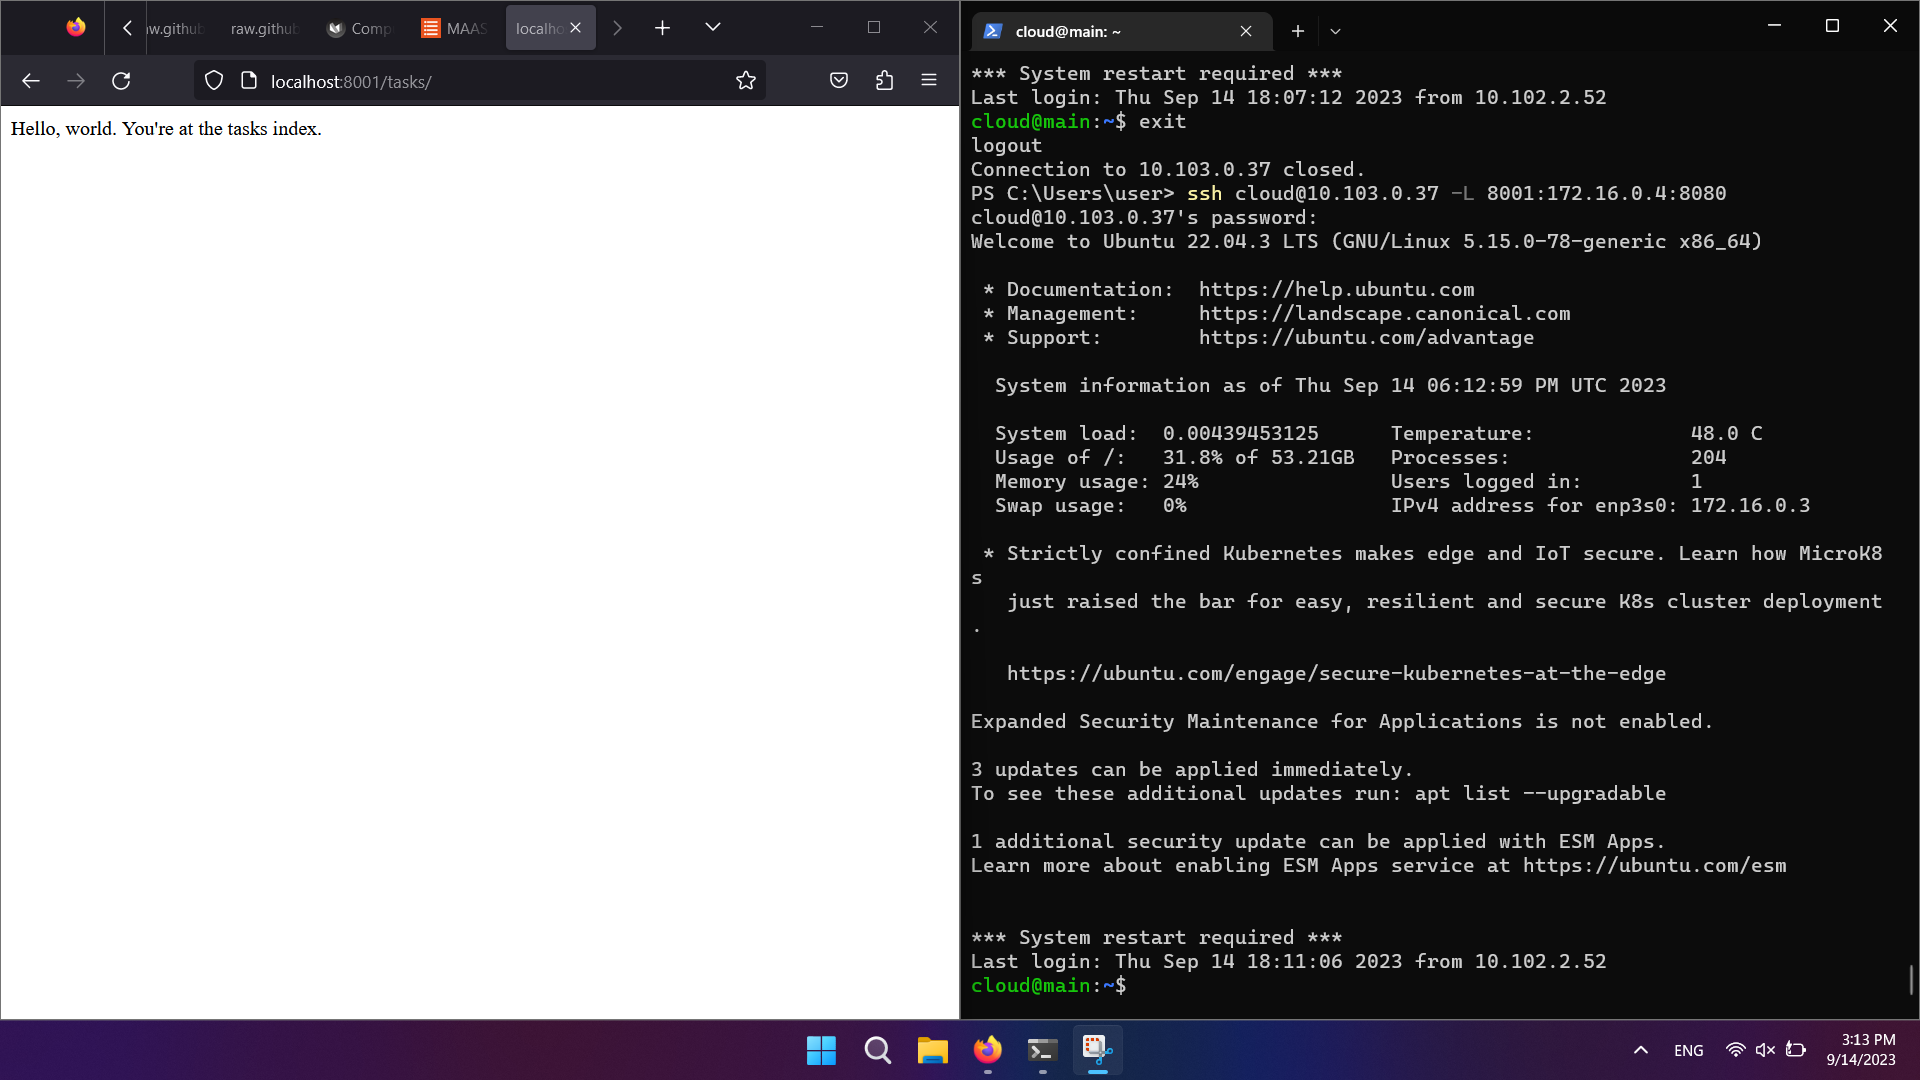 raw.github
Comp
MAAS
localho
localhost:8001/tasks/
Hello, world. You're at the tasks index.
cloud@main: ~
*** System restart required ***
Last login: Thu Sep 14 18:07:12 2023 from 10.102.2.52
cloud@main:~$ exit
logout
Connection to 10.103.0.37 closed.
PS C:\Users\user> ssh cloud@10.103.0.37 -L 8001:172.16.0.4:8080
cloud@10.103.0.37's password:
Welcome to Ubuntu 22.04.3 LTS (GNU/Linux 5.15.0-78-generic x86_64)
* Documentation:  https://help.ubuntu.com
* Management:     https://landscape.canonical.com
* Support:        https://ubuntu.com/advantage
System information as of Thu Sep 14 06:12:59 PM UTC 2023
System load:  0.00439453125      Temperature:             48.0 C
Usage of /:   31.8% of 53.21GB   Processes:               204
Memory usage: 24%                Users logged in:         1
Swap usage:   0%                 IPv4 address for enp3s0: 172.16.0.3
* Strictly confined Kubernetes makes edge and IoT secure. Learn how MicroK8
s
just raised the bar for easy, resilient and secure K8s cluster deployment
.
https://ubuntu.com/engage/secure-kubernetes-at-the-edge
Expanded Security Maintenance for Applications is not enabled.
3 updates can be applied immediately.
To see these additional updates run: apt list --upgradable
1 additional security update can be applied with ESM Apps.
Learn more about enabling ESM Apps service at https://ubuntu.com/esm
*** System restart required ***
Last login: Thu Sep 14 18:11:06 2023 from 10.102.2.52
cloud@main:~$
ENG
3:13 PM
9/14/2023